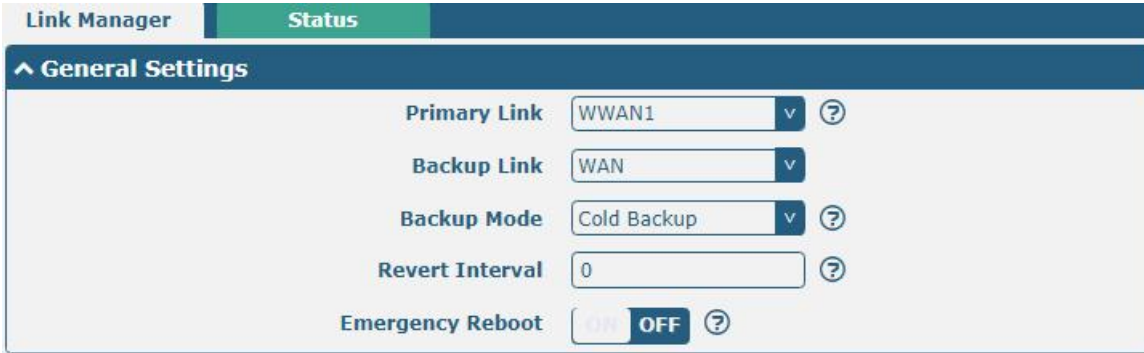 Link Manager Status
General Settings
Primary Link WWAN1 v ?
Backup Link WAN v
Backup Mode Cold Backup v ?
Revert Interval 0 ?
Emergency Reboot ON OFF ?